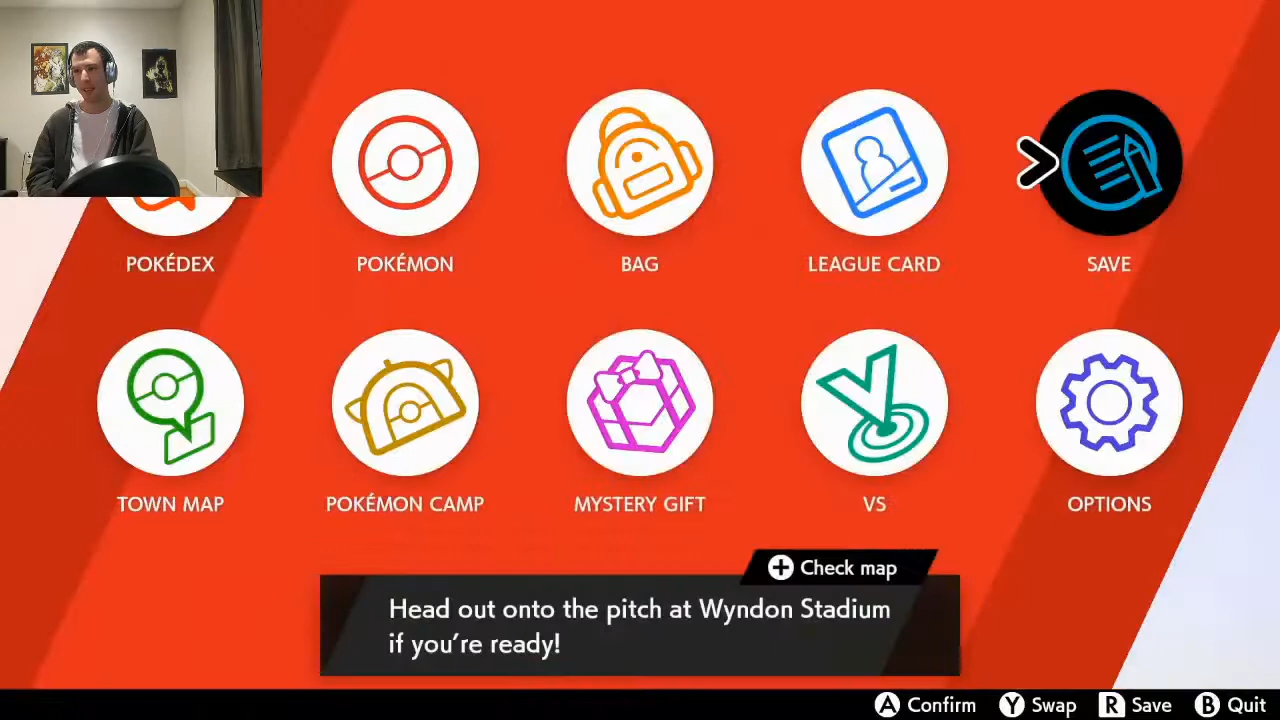 POKÉDEX
POKÉMON
BAG
LEAGUE CARD
SAVE
TOWN MAP
POKÉMON CAMP
MYSTERY GIFT
VS
OPTIONS
+ Check map
Head out onto the pitch at Wyndon Stadium
if you're ready!
A Confirm Y Swap R Save B Quit